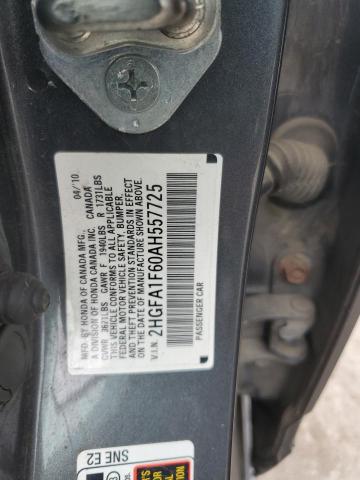 MFD. BY HONDA OF CANADA MFG., 04/'10
A DIVISION OF HONDA CANADA INC. CANADA
GVWR 3671LBS GAWR F 1940LBS R 1731LBS
THIS VEHICLE CONFORMS TO ALL APPLICABLE
FEDERAL MOTOR VEHICLE SAFETY, BUMPER,
AND THEFT PREVENTION STANDARDS IN EFFECT
ON THE DATE OF MANUFACTURE SHOWN ABOVE.
V.I.N. 2HGFA1F60AH557725
PASSENGER CAR
SNE E2